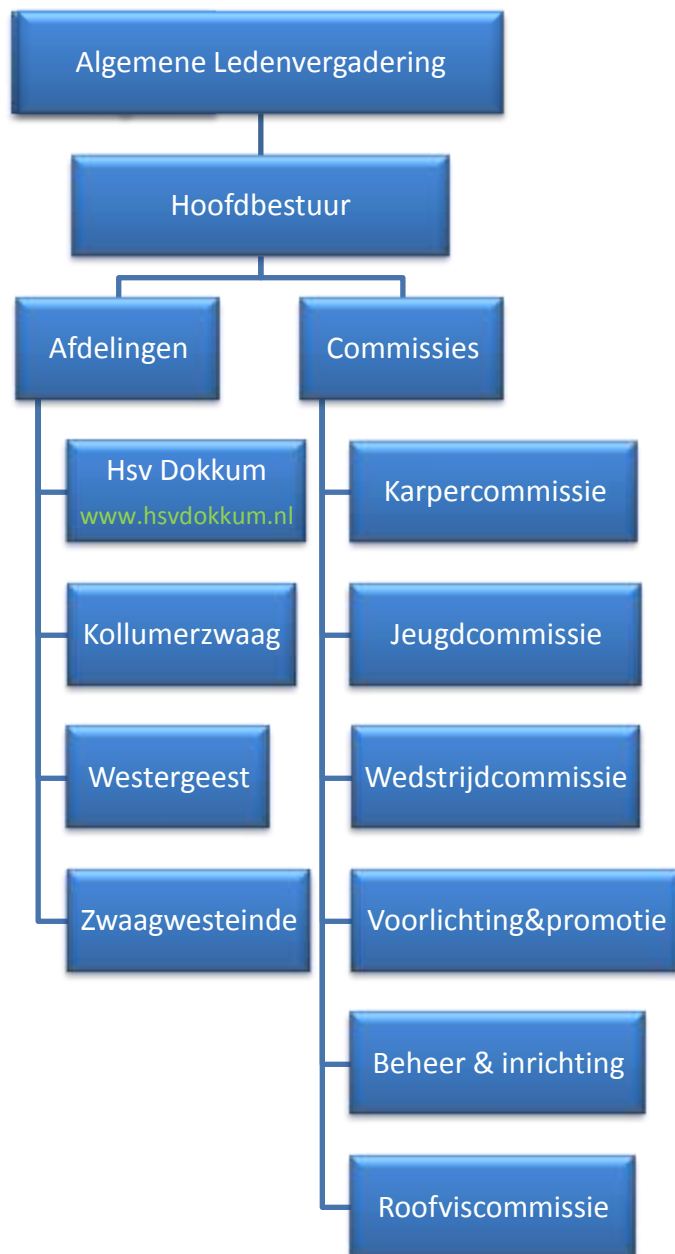 Algemene Ledenvergadering
Hoofdbestuur
Afdelingen
Commissies
Hsv Dokkum
www.hsvdokkum.nl
Kollumerzwaag
Westergeest
Zwaagwesteinde
Karpercommissie
Jeugdcommissie
Wedstrijdcommissie
Voorlichting&promotie
Beheer & inrichting
Roofviscommissie